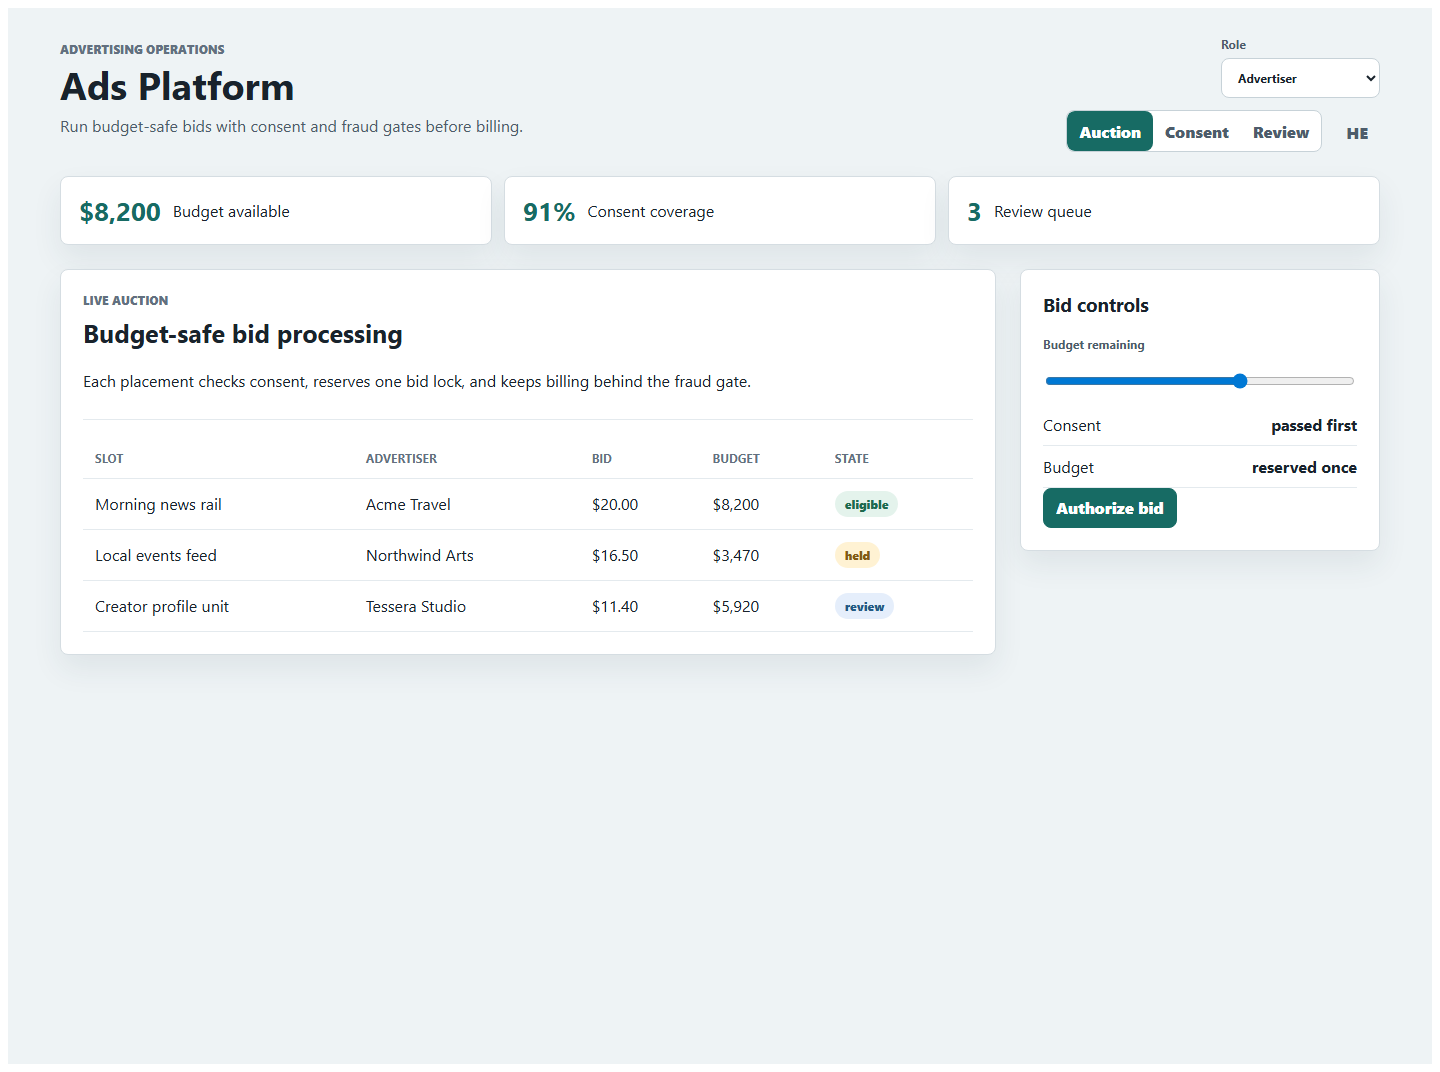 ADVERTISING OPERATIONS
Ads Platform
Run budget-safe bids with consent and fraud gates before billing.
Role
Advertiser
Auction Consent Review HE
$8,200 Budget available
91% Consent coverage
3 Review queue
LIVE AUCTION
Budget-safe bid processing
Each placement checks consent, reserves one bid lock, and keeps billing behind the fraud gate.
SLOT ADVERTISER BID BUDGET STATE
Morning news rail Acme Travel $20.00 $8,200 eligible
Local events feed Northwind Arts $16.50 $3,470 held
Creator profile unit Tessera Studio $11.40 $5,920 review
Bid controls
Budget remaining
Consent passed first
Budget reserved once
Authorize bid